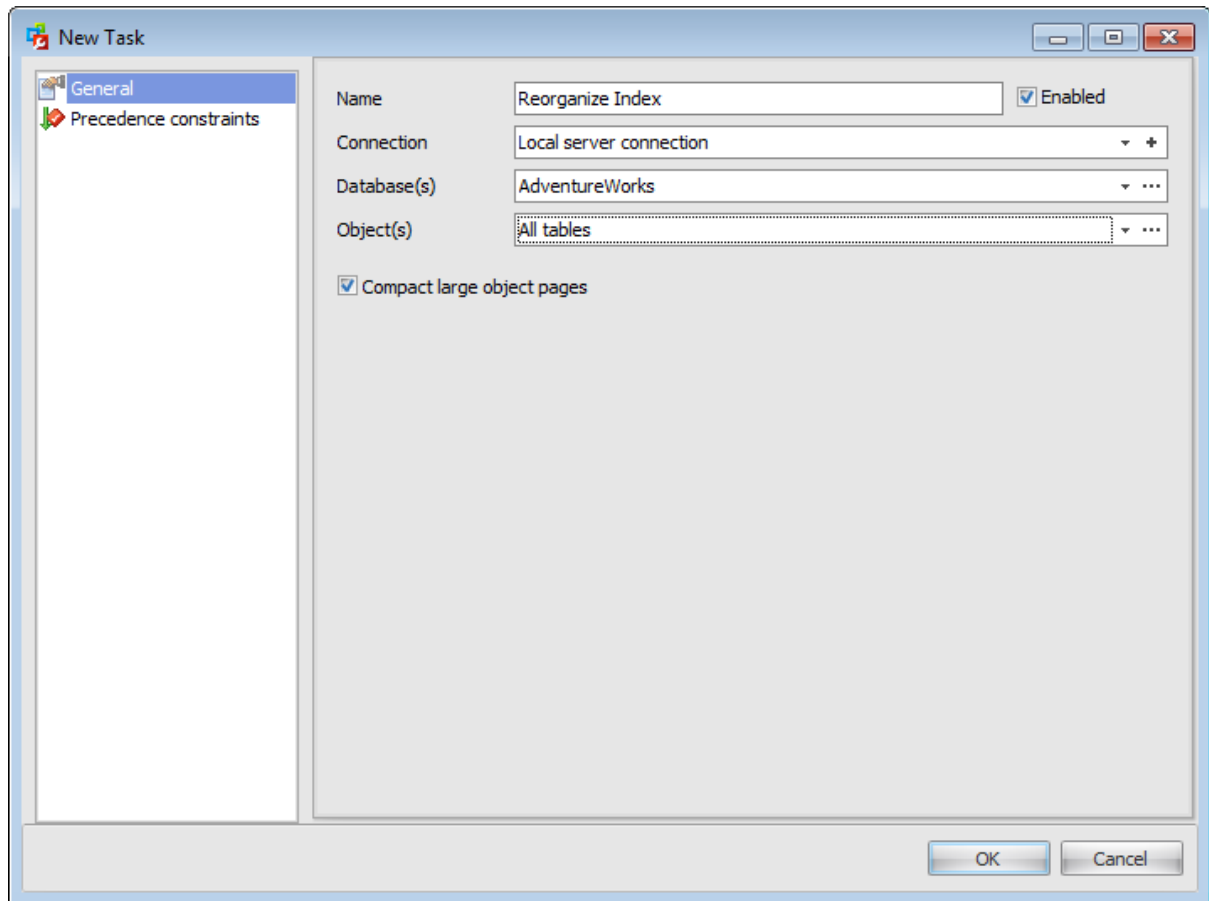 New Task
General
Precedence constraints
Name
Reorganize Index
Enabled
Connection
Local server connection
Database(s)
AdventureWorks
Object(s)
All tables
Compact large object pages
OK
Cancel